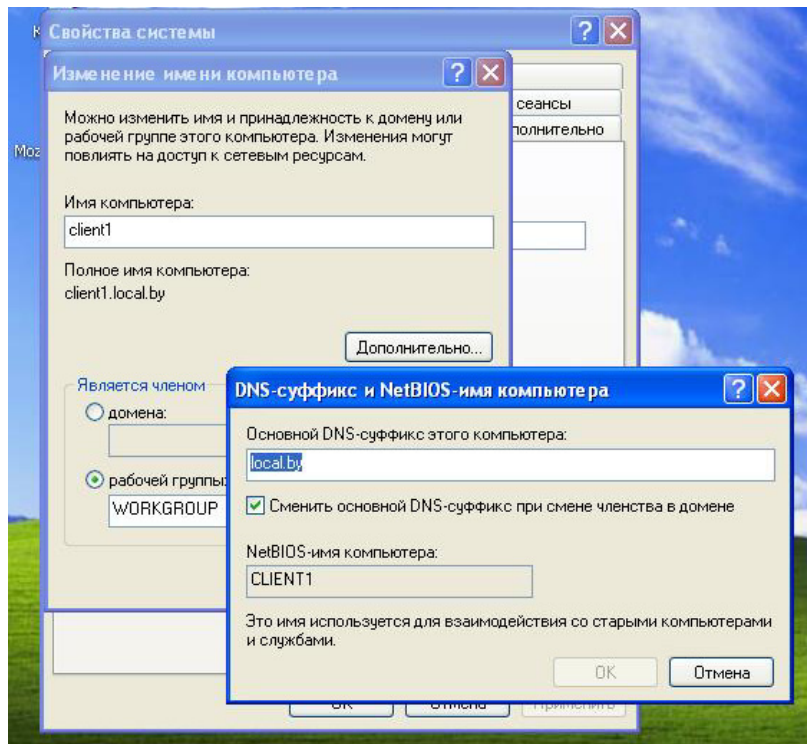 Свойства системы
Изменение имени компьютера
сеансы
Можно изменить имя и принадлежность к домену или
рабочей группе этого компьютера. Изменения могут
повлиять на доступ к сетевым ресурсам.
Имя компьютера:
client1
Полное имя компьютера:
client1.local.by
Дополнительно...
Является членом
домена:
рабочей группы:
WORKGROUP
DNS-суффикс и NetBIOS-имя компьютера
Основной DNS-суффикс этого компьютера:
local.by
Сменить основной DNS-суффикс при смене членства в домене
NetBIOS-имя компьютера:
CLIENT1
Это имя используется для взаимодействия со старыми компьютерами
и службами.
OK Отмена